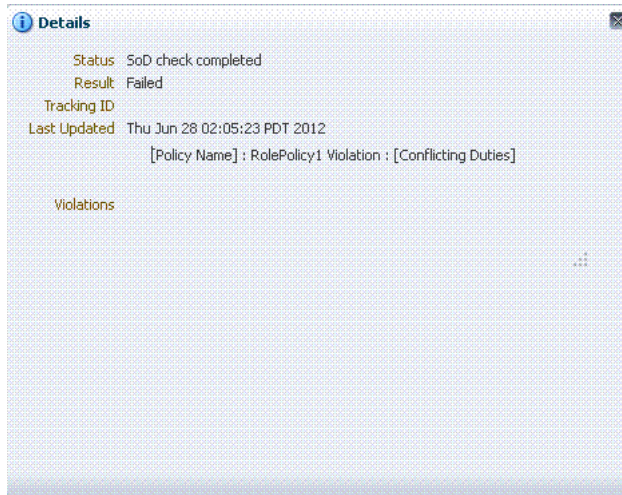 Details
Status SoD check completed
Result Failed
Tracking ID
Last Updated Thu Jun 28 02:05:23 PDT 2012
[Policy Name] : RolePolicy1 Violation : [Conflicting Duties]
Violations